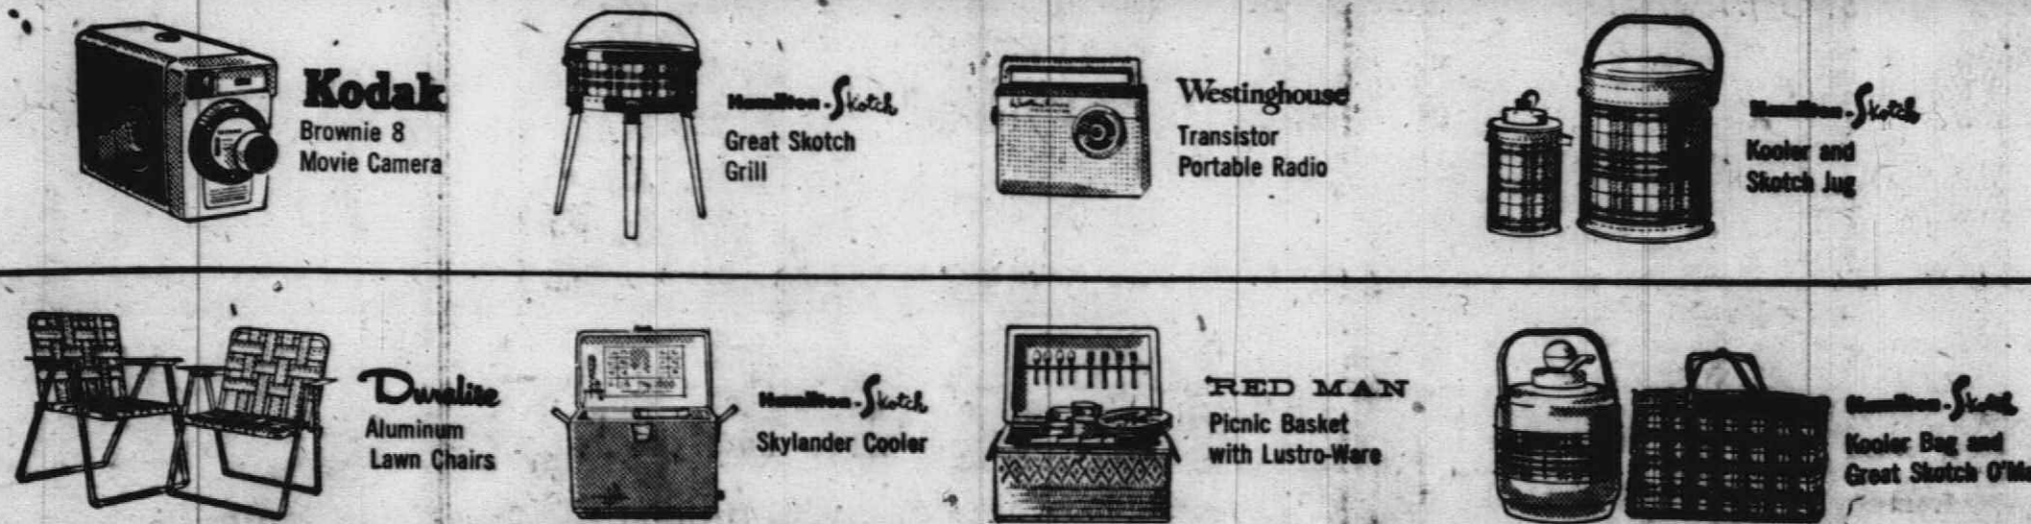 Kodak
Brownie 8
Movie Camera
Hamilton-Skotch
Great Skotch
Grill
Westinghouse
Transistor
Portable Radio
Hamilton-Skotch
Kooler and
Skotch Jug
Duralite
Aluminum
Lawn Chairs
Hamilton-Skotch
Skylander Cooler
RED MAN
Picnic Basket
with Lustro-Ware
Hamilton-Skotch
Kooler Bag and
Great Skotch